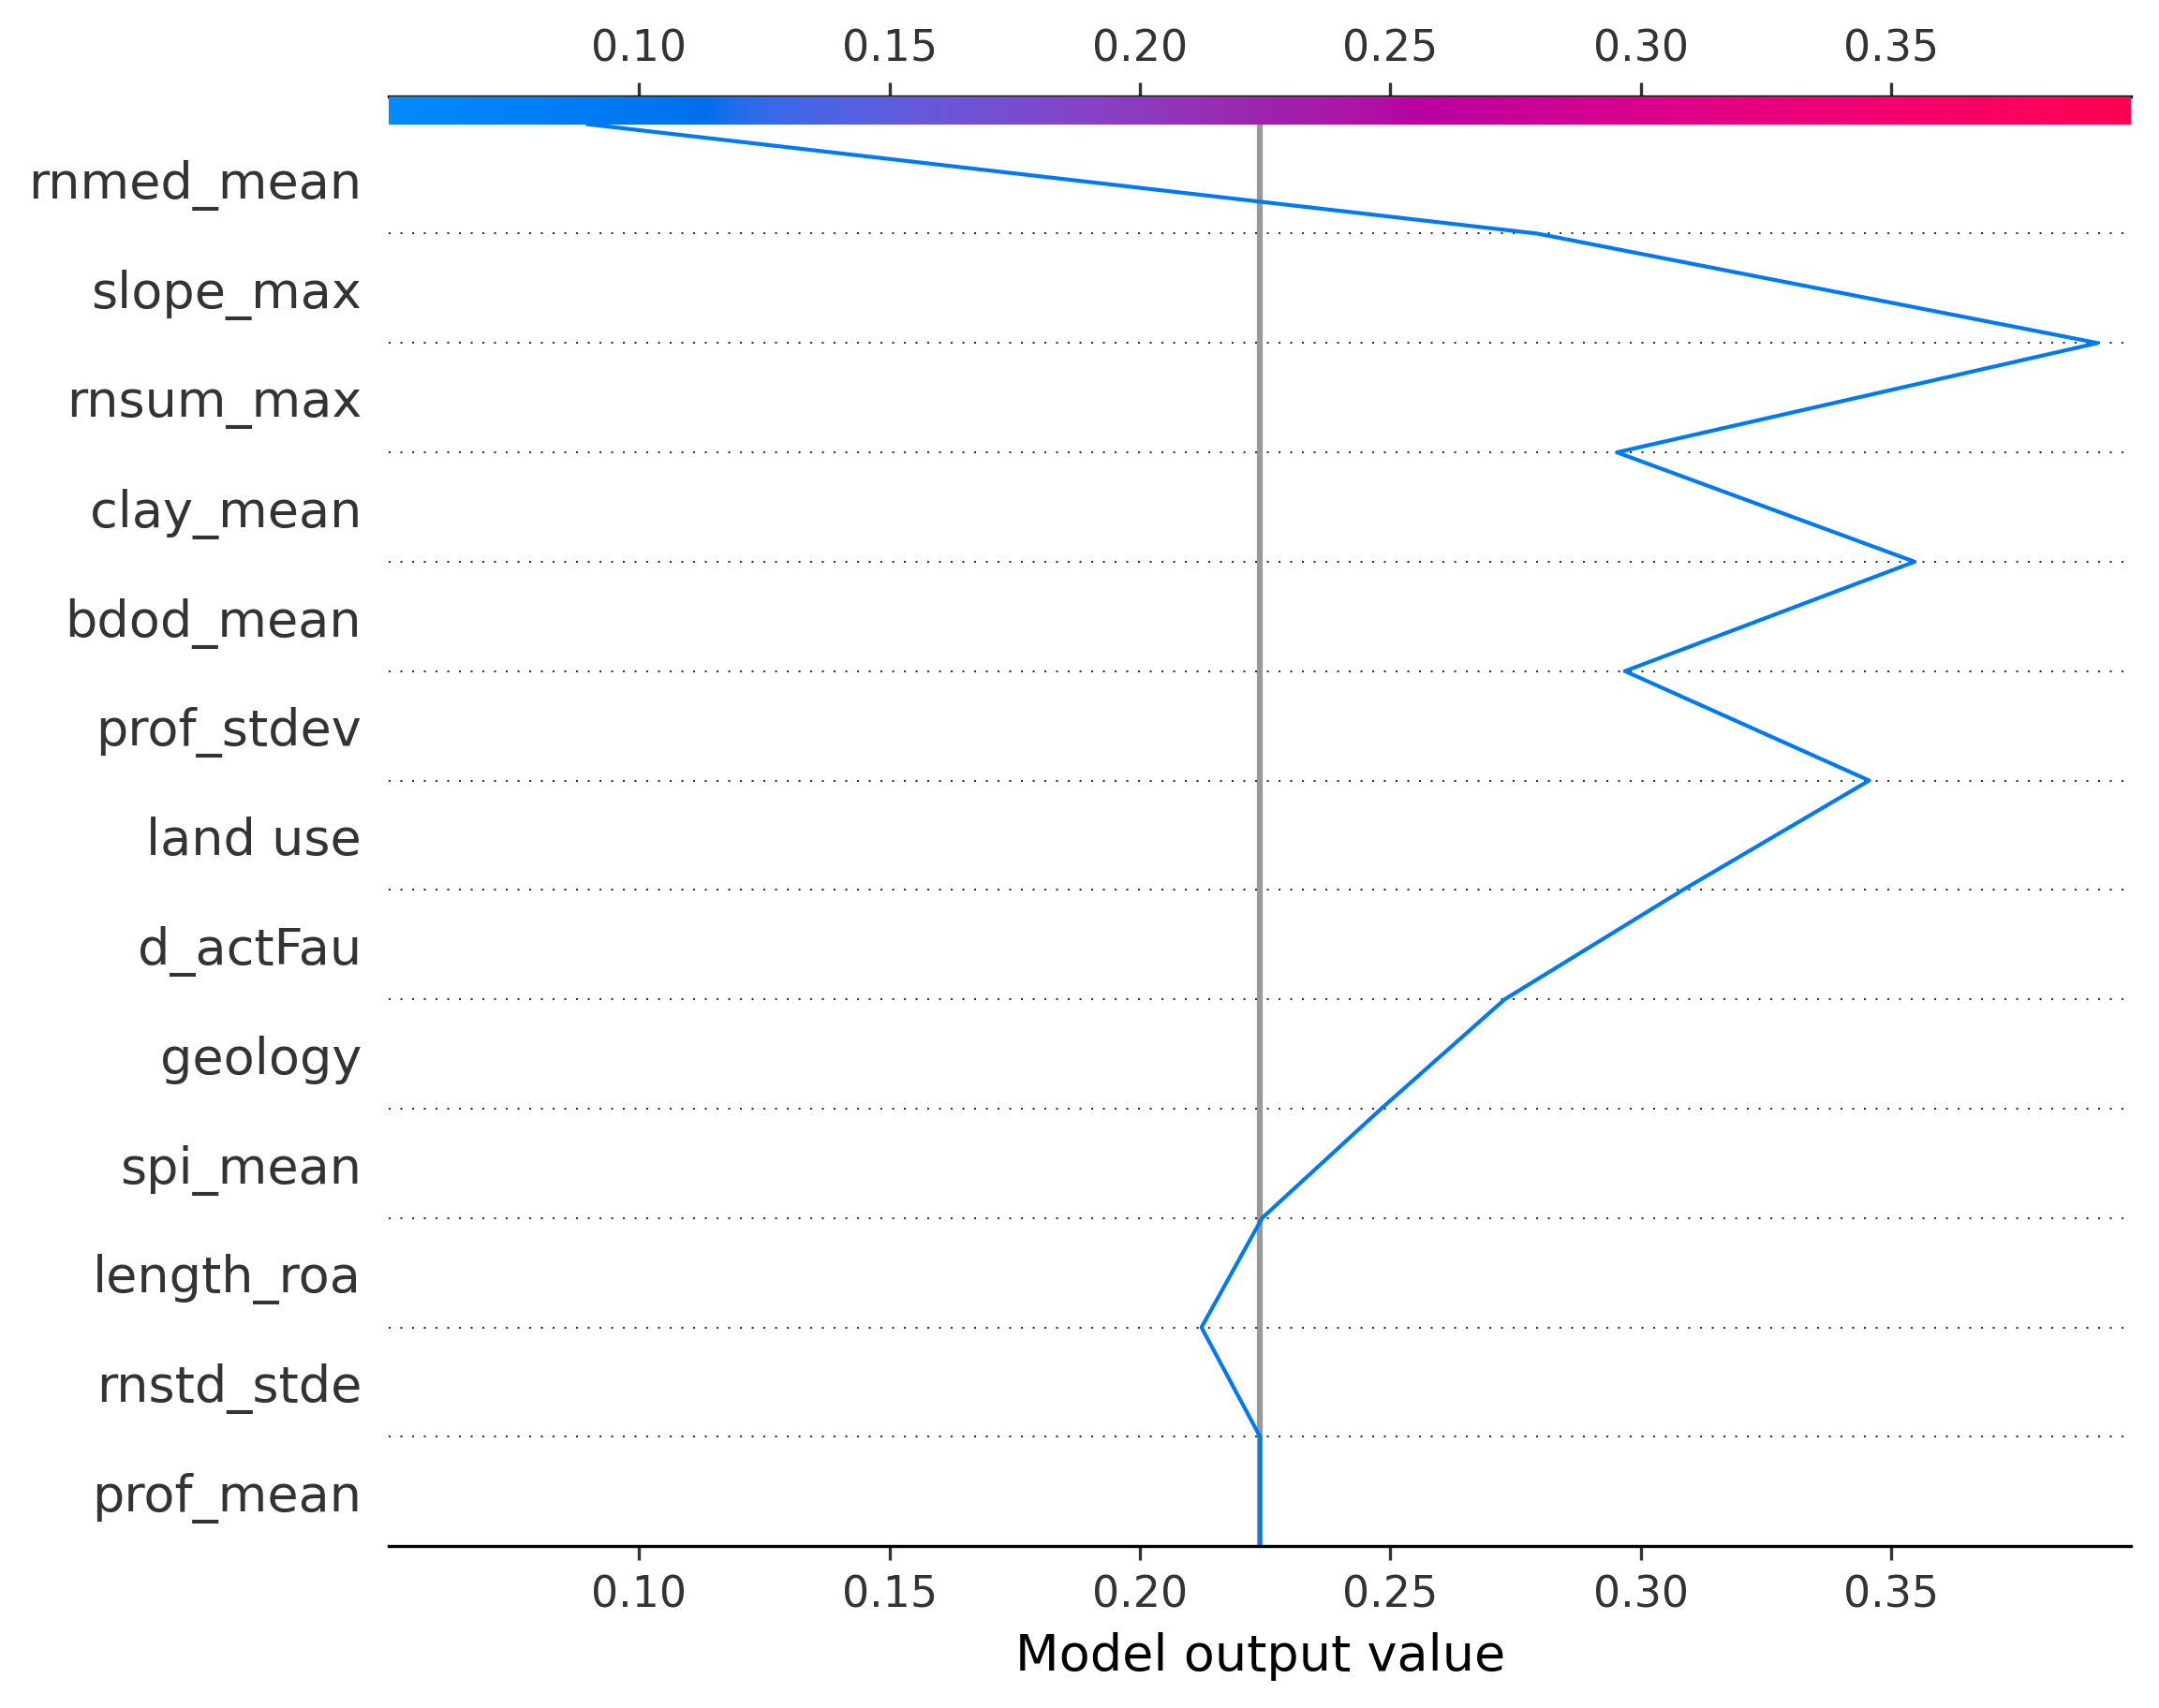 0.10 0.15 0.20 0.25 0.30 0.35
rnmed_mean
slope_max
rnsum_max
clay_mean
bdod_mean
prof_stdev
land use
d_actFau
geology
spi_mean
length_roa
rnstd_stde
prof_mean
0.10 0.15 0.20 0.25 0.30 0.35
Model output value